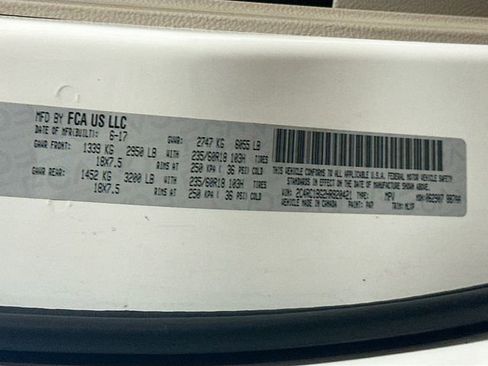 MFD BY FCA US LLC
DATE OF MFR(BUILT): 6-17 GVWR: 2747 KG 6055 LB
GAWR FRONT: 1339 KG 2950 LB WITH 235/60R18 103H TIRES
18X7.5 RIMS AT 250 KPA ( 36 PSI) COLD
GAWR REAR: 1452 KG 3200 LB WITH 235/60R18 103H TIRES
18X7.5 RIMS AT 250 KPA ( 36 PSI) COLD
THIS VEHICLE CONFORMS TO ALL APPLICABLE U.S.A. FEDERAL MOTOR VEHICLE SAFETY
STANDARDS IN EFFECT ON THE DATE OF MANUFACTURE SHOWN ABOVE
VIN: TYPE: MPV MDH:
VEHICLE MADE IN CANADA PAINT: TRIM: